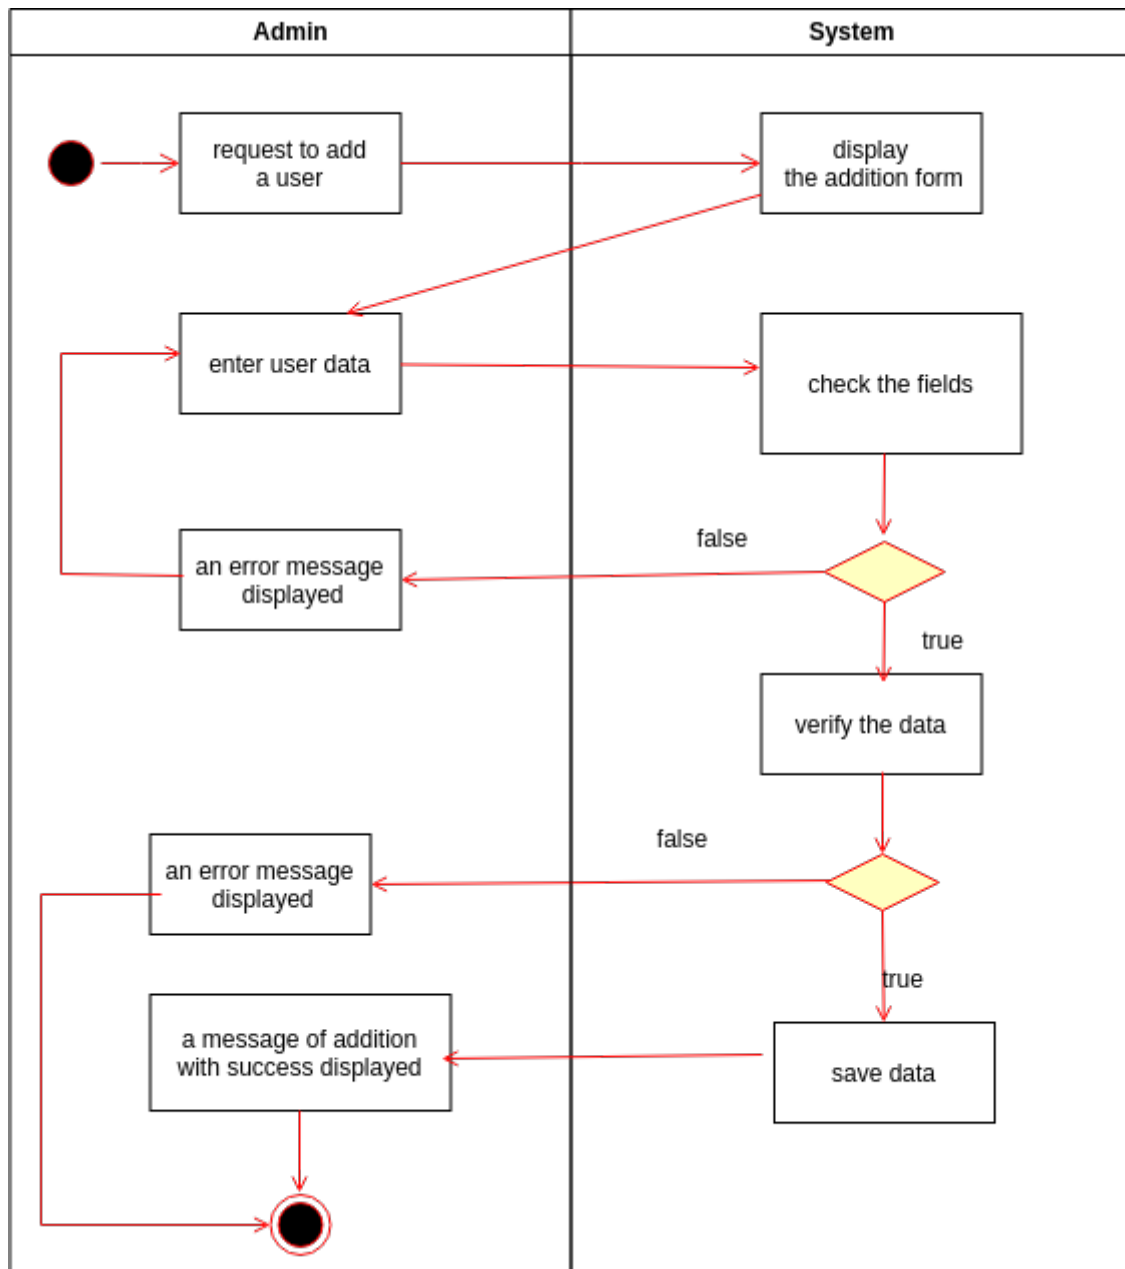 Admin
System
request to add
a user
display
the addition form
enter user data
check the fields
false
an error message
displayed
true
verify the data
false
an error message
displayed
true
a message of addition
with success displayed
save data